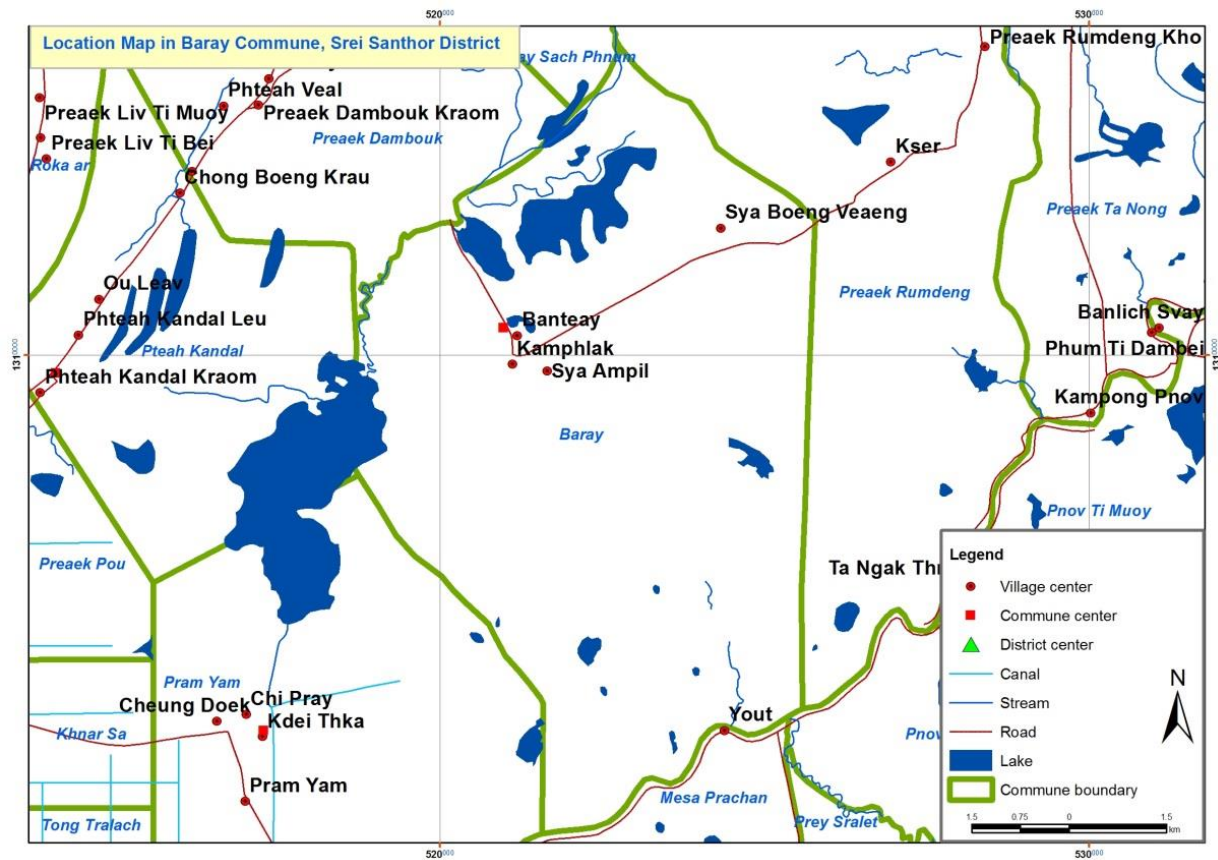 520000
530000
Location Map in Baray Commune, Srei Santhor District
Preaek Rumdeng Kho
Sach Phnum
Phteah Veal
Preaek Liv Ti Muoy
Preaek Dambouk Kraom
Preaek Dambouk
Preaek Liv Ti Bei
Kser
Roka ar
Chong Boeng Krau
Sya Boeng Veaeng
Preaek Ta Nong
Ou Leav
Preaek Rumdeng
Banteay
Banlich Svay
Phteah Kandal Leu
Pteah Kandal
Kamphlak
Phum Ti Dambei
Sya Ampil
Phteah Kandal Kraom
Kampong Pnov
Baray
Pnov Ti Muoy
Preaek Pou
Ta Ngak
Pram Yam
Chi Pray
Cheung Doek
Kdei Thka
Khnar Sa
Yout
Pnov
Pram Yam
Mesa Prachan
Tong Tralach
Prey Sralet
Legend
Village center
Commune center
District center
Canal
Stream
Road
Lake
Commune boundary
N
1.5 0.75 0 1.5
km
520000
530000